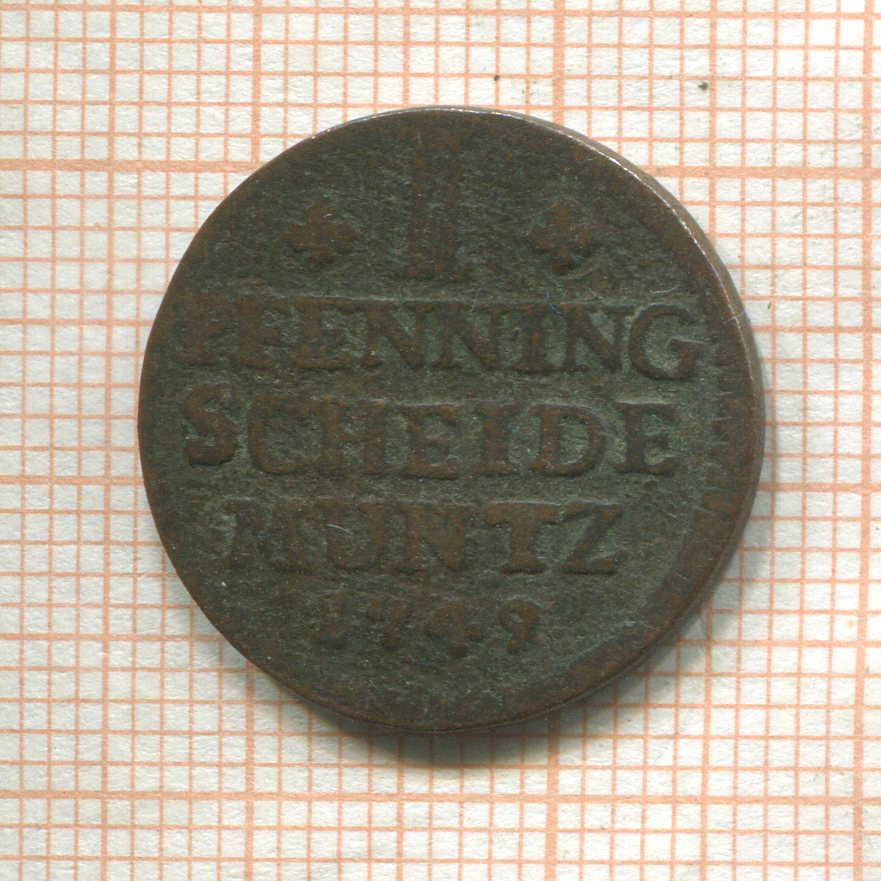 I
PFENNING
SCHEIDE
MUNTZ
1749